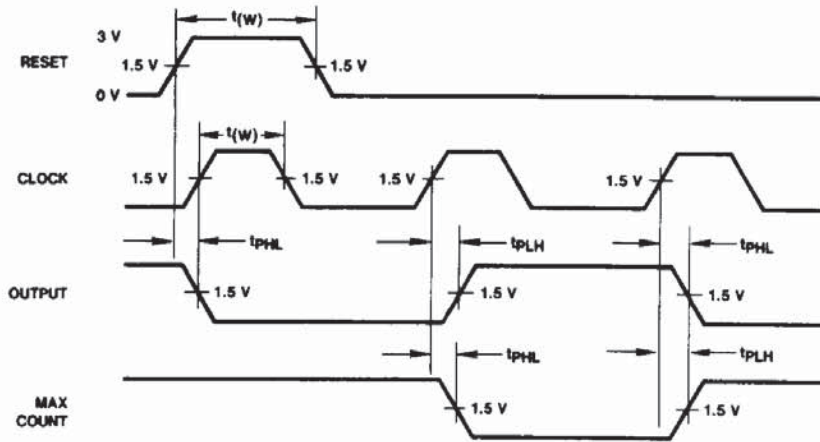 t(W)
3 V
RESET
1.5 V
1.5 V
0 V
t(W)
CLOCK
1.5 V
1.5 V
1.5 V
1.5 V
tPHL
tPLH
tPHL
OUTPUT
1.5 V
1.5 V
1.5 V
tPHL
tPLH
MAX
COUNT
1.5 V
1.5 V